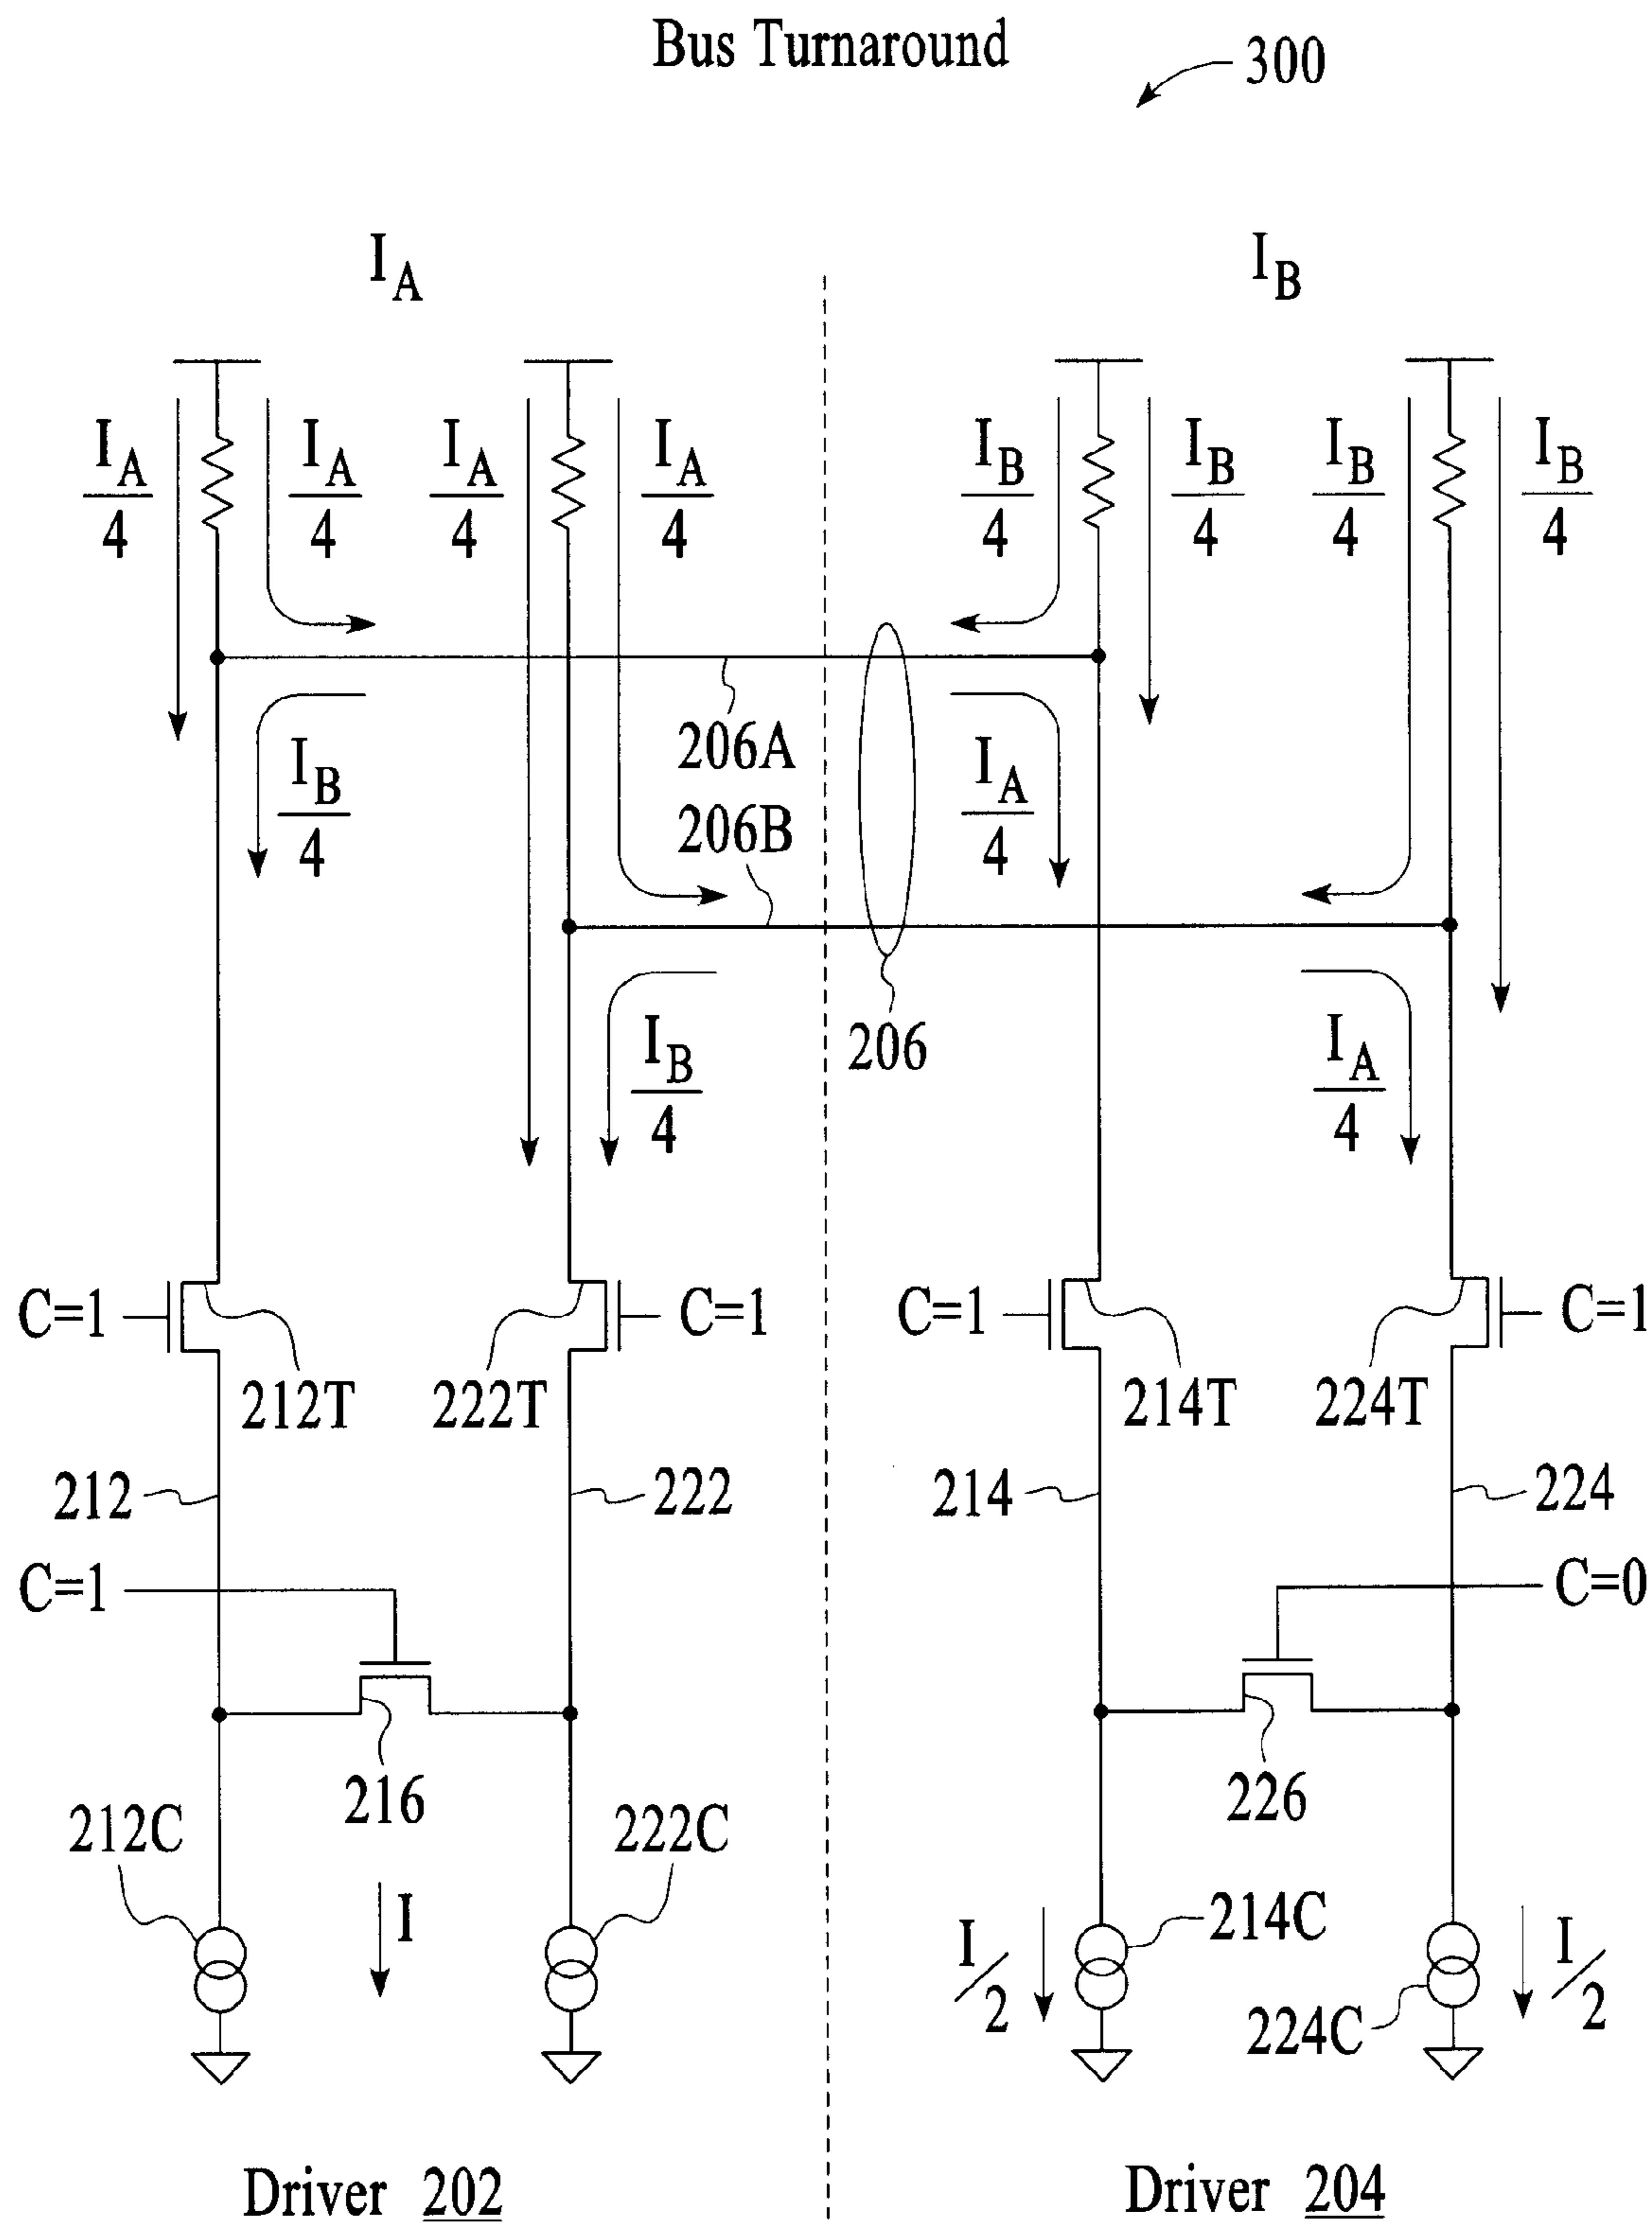 Bus Turnaround
300
I_A
I_B
I_A/4
I_A/4
I_A/4
I_A/4
I_B/4
I_B/4
I_B/4
I_B/4
206A
I_B/4
I_A/4
206B
206
I_B/4
I_A/4
C=1
C=1
C=1
C=1
212T
222T
214T
224T
212
222
214
224
C=1
C=0
216
226
212C
222C
I
214C
I/2
I/2
224C
Driver 202
Driver 204